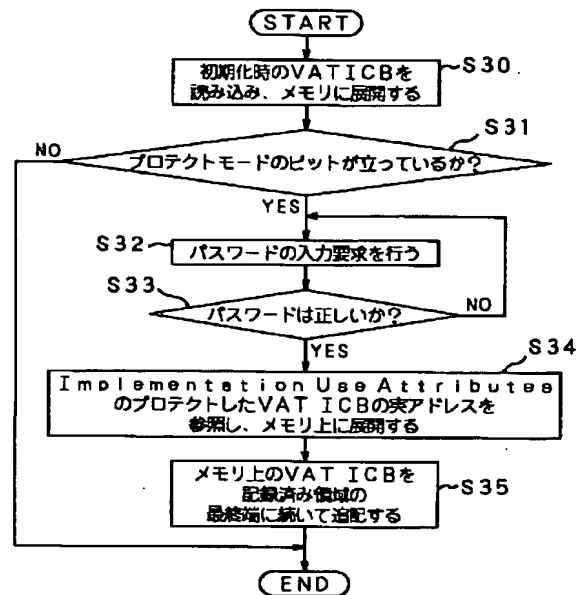 START
初期化時のVAT ICBを
読み込み、メモリに展開する
S30
S31
プロテクトモードのビットが立っているか?
NO
YES
S32
パスワードの入力要求を行う
S33
パスワードは正しいか?
NO
YES
S34
Implementation Use Attributes
のプロテクトしたVAT ICBの実アドレスを
参照し、メモリ上に展開する
メモリ上のVAT ICBを
記録済み領域の
最終端に続いて追記する
S35
END